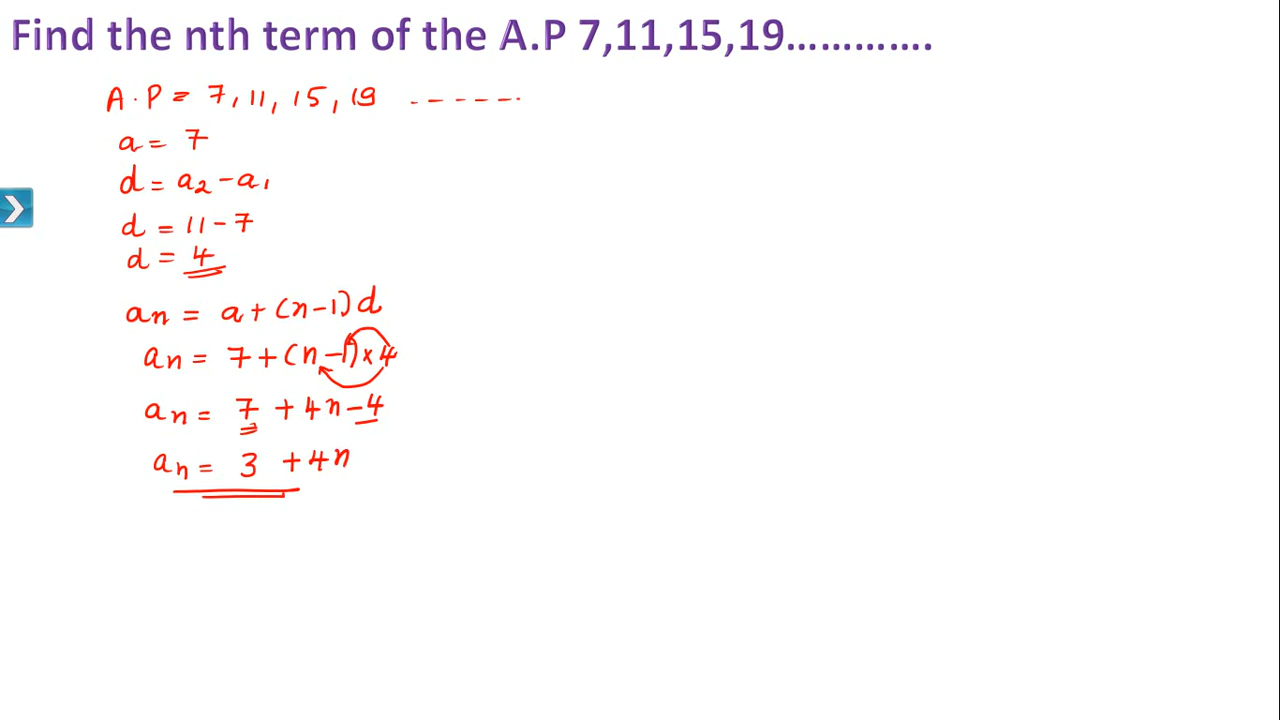 Find the nth term of the A.P 7,11,15,19.............
A.P = 7, 11, 15, 19 -------
a = 7
d = a₂ - a₁
d = 11 - 7
d = 4
an = a + (n-1) d
an = 7 + (n-1) × 4
an = 7 + 4n - 4
an = 3 + 4n